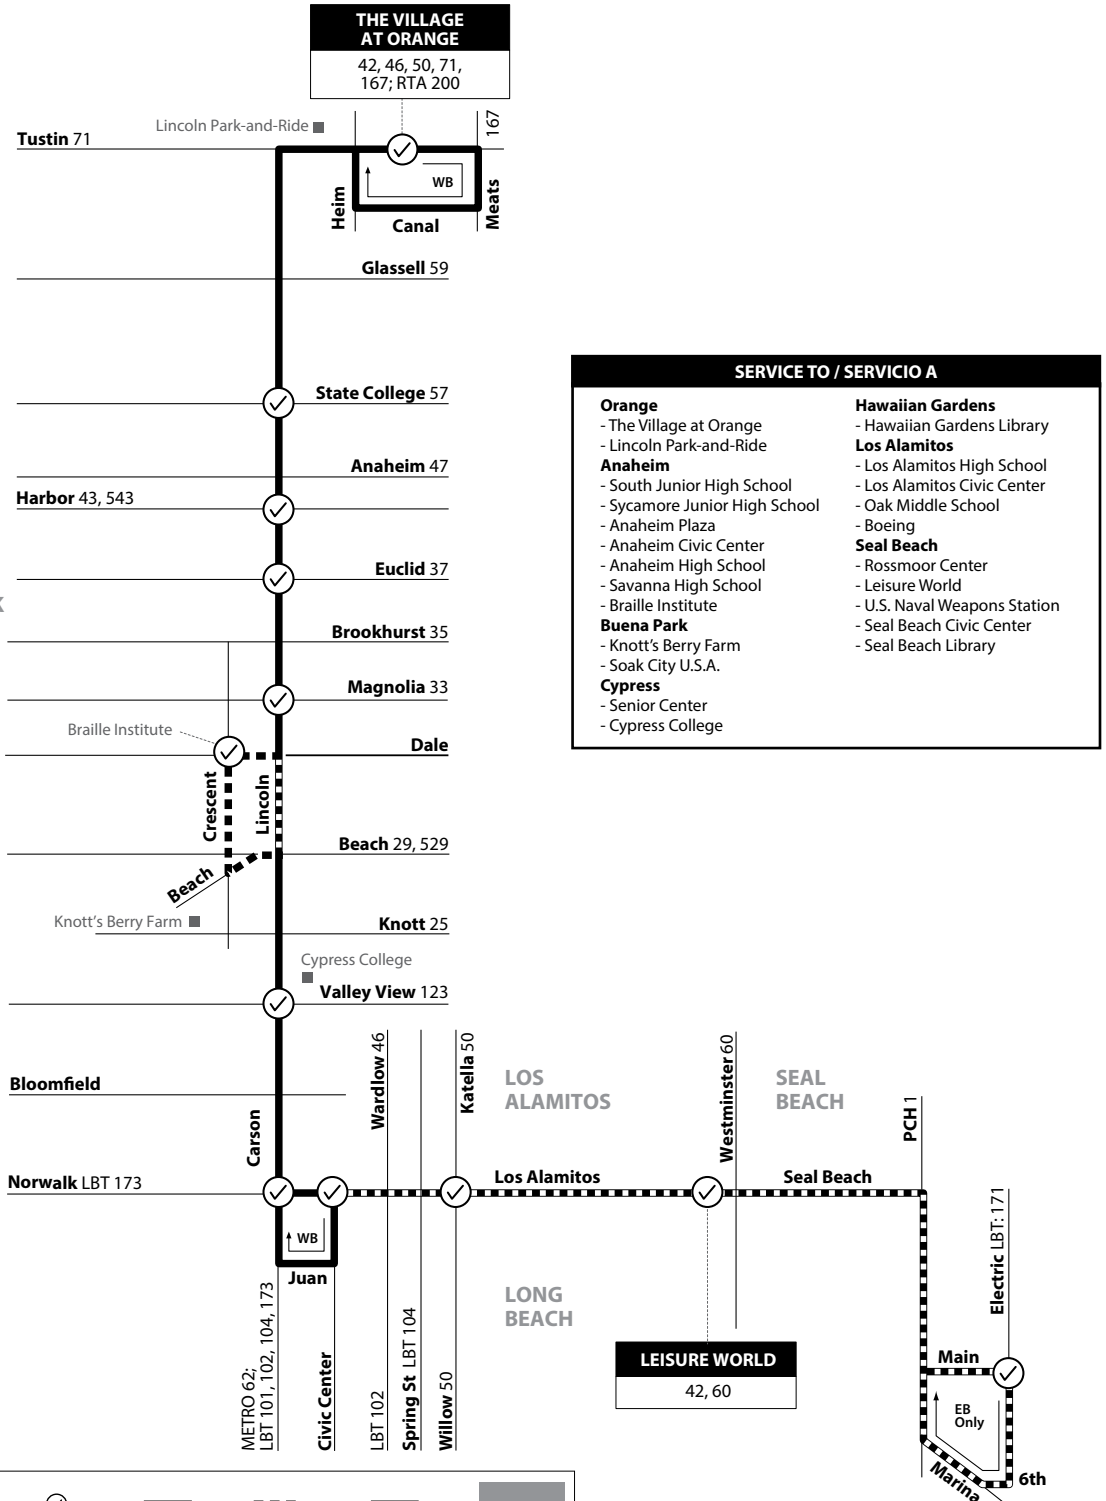 THE VILLAGE
AT ORANGE
42, 46, 50, 71,
167; RTA 200
Lincoln Park-and-Ride
167
Tustin 71
WB
Heim
Meats
Canal
Glassell 59
State College 57
Anaheim 47
Harbor 43, 543
Euclid 37
Brookhurst 35
Magnolia 33
Braille Institute
Dale
Crescent
Lincoln
Beach 29, 529
Beach
Knott's Berry Farm
Knott 25
Cypress College
Valley View 123
SERVICE TO / SERVICIO A
Orange
- The Village at Orange
- Lincoln Park-and-Ride
Anaheim
- South Junior High School
- Sycamore Junior High School
- Anaheim Plaza
- Anaheim Civic Center
- Anaheim High School
- Savanna High School
- Braille Institute
Buena Park
- Knott's Berry Farm
- Soak City U.S.A.
Cypress
- Senior Center
- Cypress College
Hawaiian Gardens
- Hawaiian Gardens Library
Los Alamitos
- Los Alamitos High School
- Los Alamitos Civic Center
- Oak Middle School
- Boeing
Seal Beach
- Rossmoor Center
- Leisure World
- U.S. Naval Weapons Station
- Seal Beach Civic Center
- Seal Beach Library
Bloomfield
Carson
Wardlow 46
Katella 50
LOS
ALAMITOS
Westminster 60
SEAL
BEACH
PCH 1
Norwalk LBT 173
Los Alamitos
Seal Beach
WB
Juan
Electric LBT: 171
METRO 62;
LBT 101, 102, 104, 173
Civic Center
LBT 102
Spring St LBT 104
Willow 50
LONG
BEACH
LEISURE WORLD
42, 60
Main
EB
Only
Marina
6th